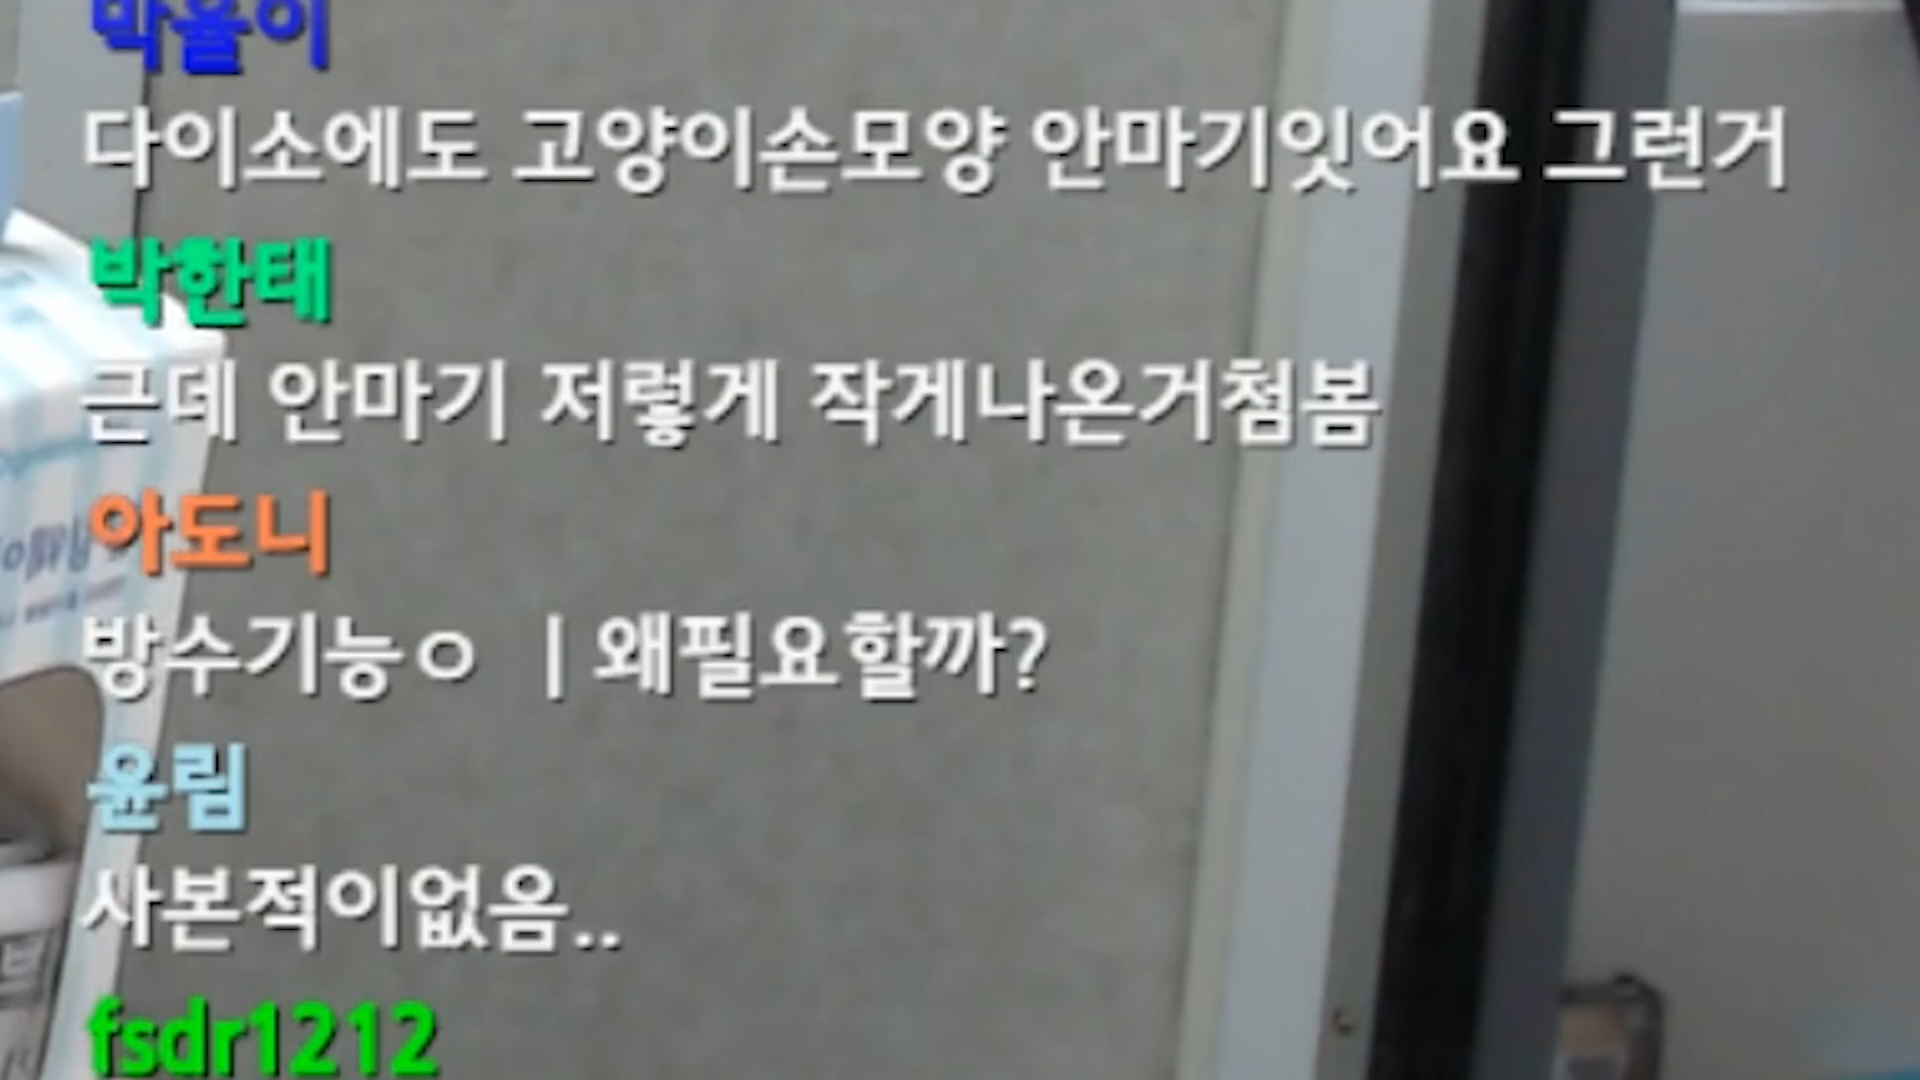 박율이
다이소에도 고양이손모양 안마기잇어요 그런거
박한태
근데 안마기 저렇게 작게나온거첨봄
아도니
방수기능ㅇ ㅣ왜필요할까?
윤림
사본적이없음..
fsdr1212